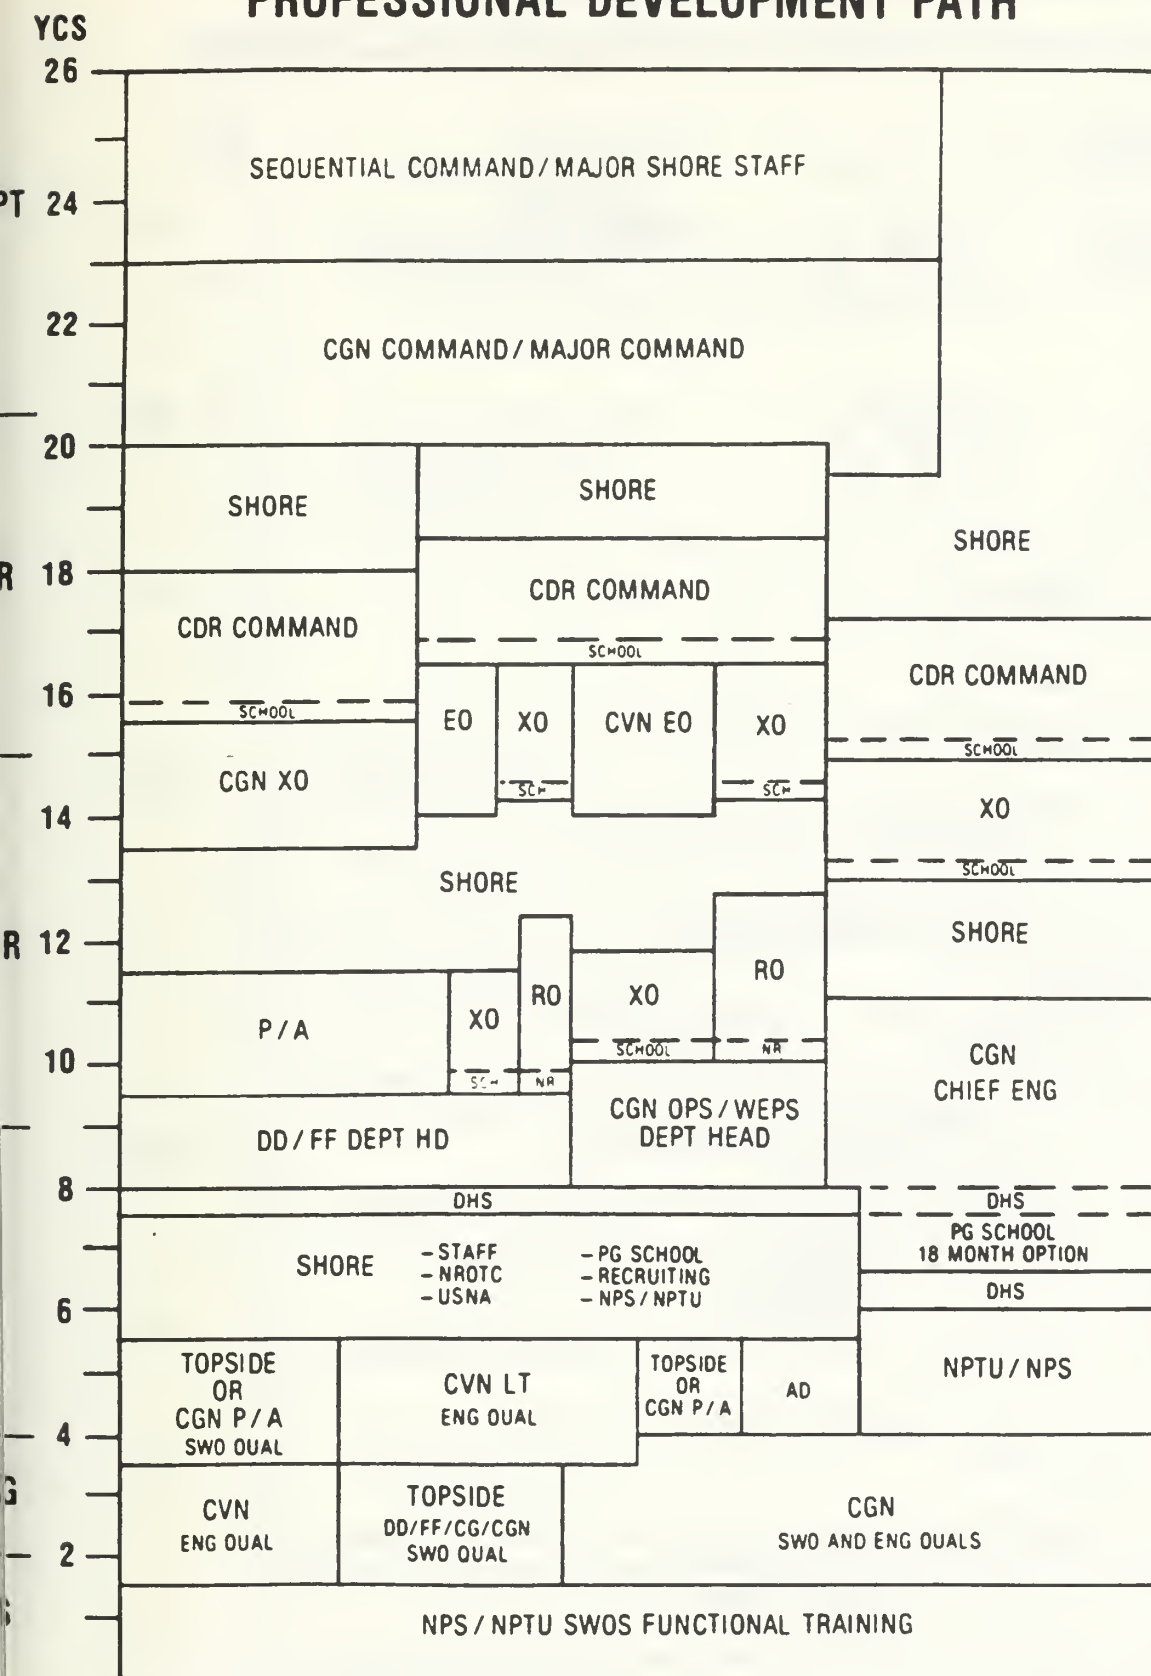 PROFESSIONAL DEVELOPMENT PATH
YCS
26
SEQUENTIAL COMMAND/MAJOR SHORE STAFF
PT 24
22
CGN COMMAND/MAJOR COMMAND
20
SHORE
SHORE
SHORE
R 18
CDR COMMAND
CDR COMMAND
SCHOOL
CDR COMMAND
16
SCHOOL
EO
XO
CVN EO
XO
SCHOOL
CGN XO
SCH
SCH
14
XO
SCHOOL
SHORE
R 12
SHORE
RO
XO
RO
P/A
XO
10
SCHOOL
NR
CGN
CHIEF ENG
SCH
NR
CGN OPS/WEPS
DEPT HEAD
DD/FF DEPT HD
8
DHS
DHS
PG SCHOOL
18 MONTH OPTION
SHORE
-STAFF
-NROTC
-USNA
-PG SCHOOL
-RECRUITING
-NPS/NPTU
DHS
6
TOPSIDE
OR
CGN P/A
SWO QUAL
CVN LT
ENG QUAL
TOPSIDE
OR
CGN P/A
AD
NPTU/NPS
4
G
CVN
ENG QUAL
TOPSIDE
DD/FF/CG/CGN
SWO QUAL
CGN
SWO AND ENG QUALS
2
NPS/NPTU SWOS FUNCTIONAL TRAINING